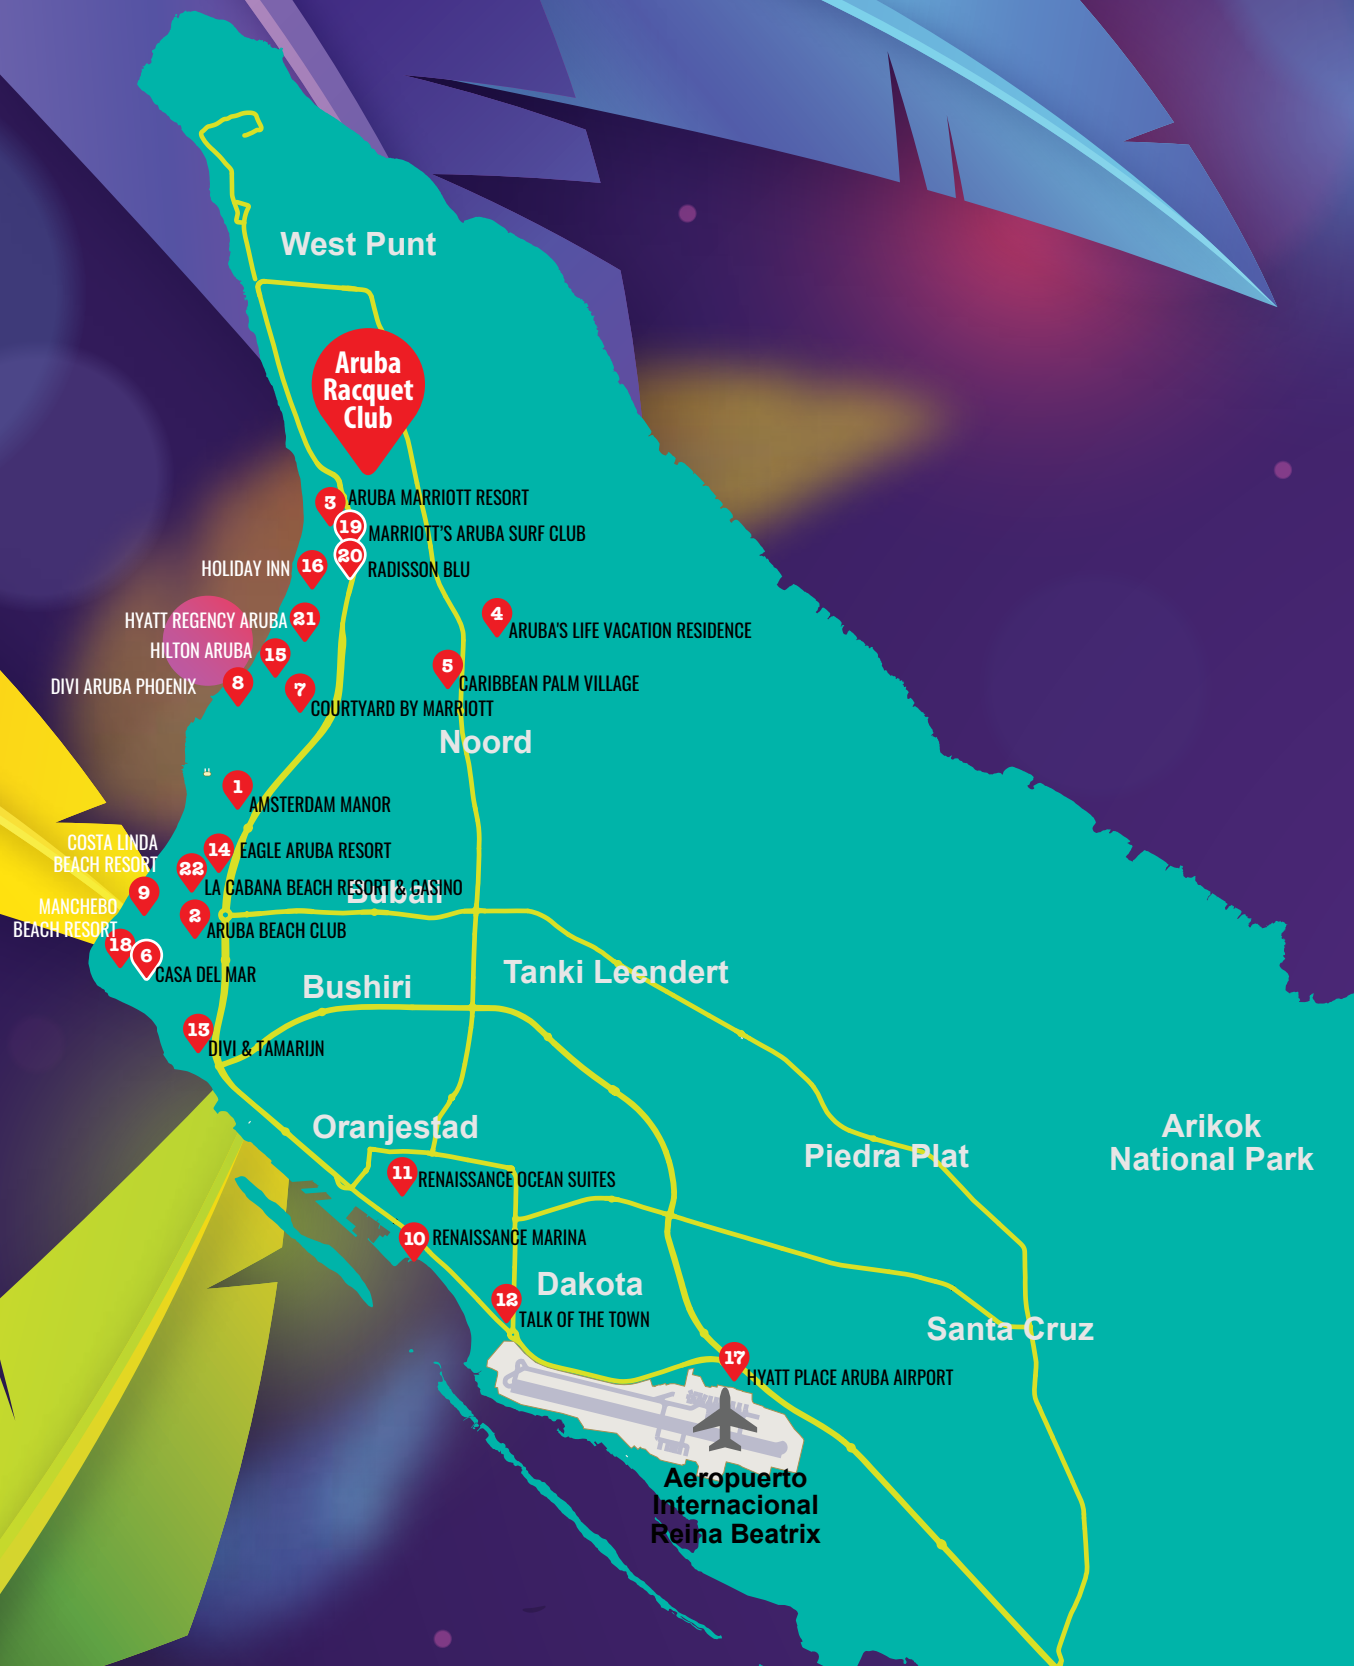 West Punt
Aruba
Racquet
Club
3 ARUBA MARRIOTT RESORT
19 MARRIOTT'S ARUBA SURF CLUB
20 RADISSON BLU
HOLIDAY INN 16
HYATT REGENCY ARUBA 21
4 ARUBA'S LIFE VACATION RESIDENCE
HILTON ARUBA 15
5 CARIBBEAN PALM VILLAGE
DIVI ARUBA PHOENIX 8
7 COURTYARD BY MARRIOTT
Noord
1 AMSTERDAM MANOR
COSTA LINDA
BEACH RESORT
9
14 EAGLE ARUBA RESORT
22 LA CABANA BEACH RESORT & CASINO
Bubali
MANCHEBO
BEACH RESORT
18
2 ARUBA BEACH CLUB
6 CASA DEL MAR
Tanki Leendert
Bushiri
13 DIVI & TAMARIJN
Oranjestad
Arikok
National Park
Piedra Plat
11 RENAISSANCE OCEAN SUITES
10 RENAISSANCE MARINA
Dakota
12 TALK OF THE TOWN
Santa Cruz
17 HYATT PLACE ARUBA AIRPORT
Aeropuerto
Internacional
Reina Beatrix